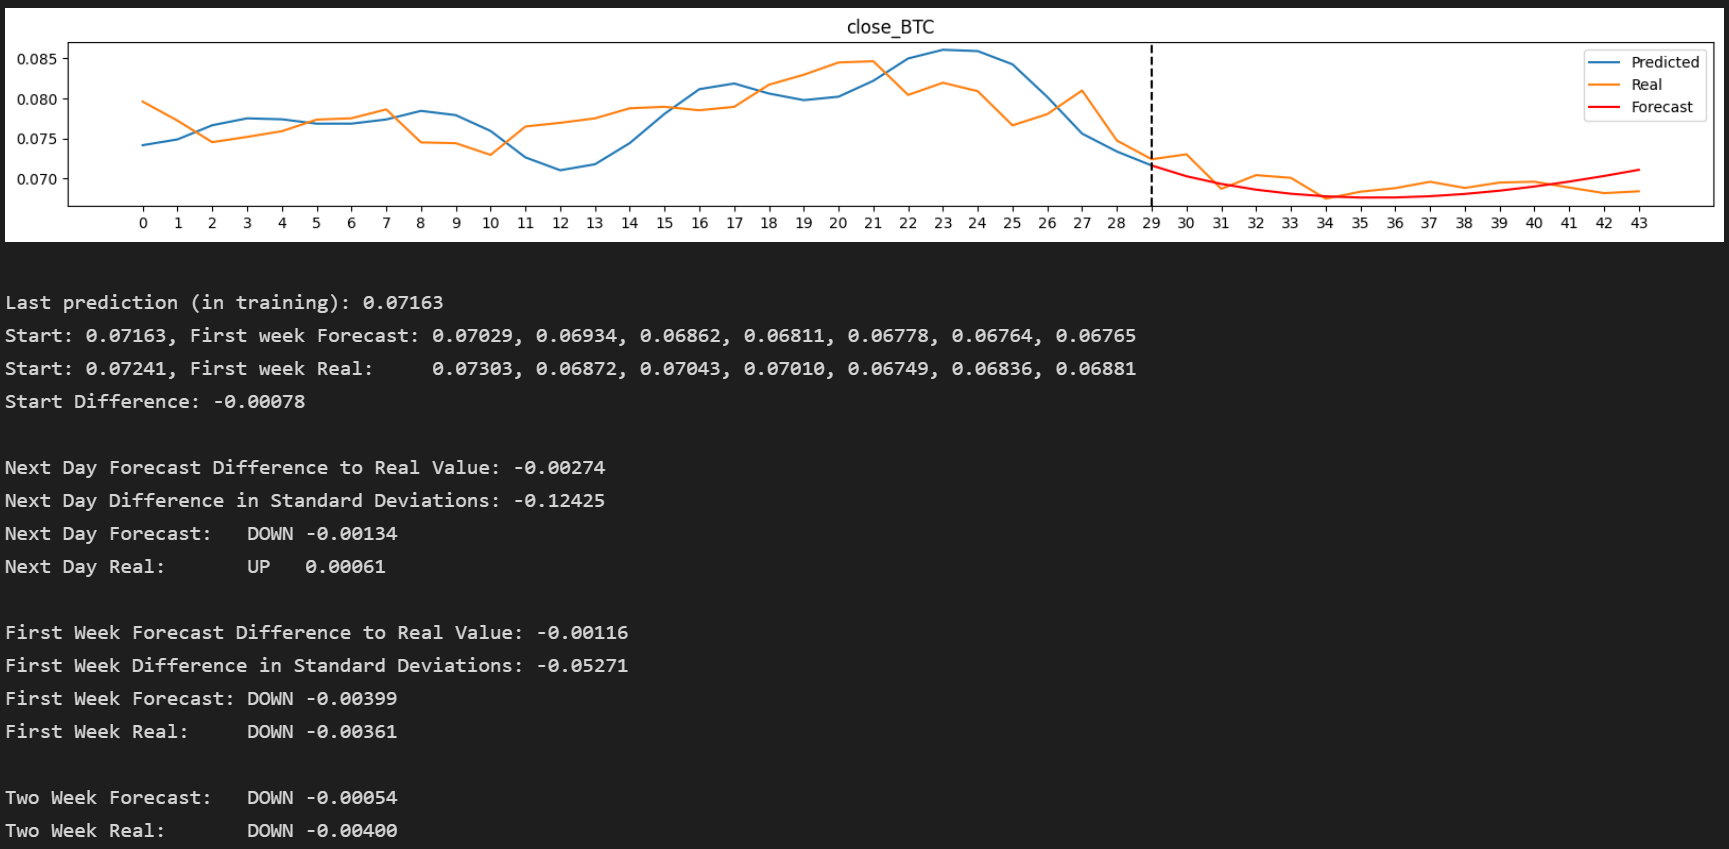 close_BTC
0.085
0.080
0.075
0.070
Predicted
Real
Forecast
0 1 2 3 4 5 6 7 8 9 10 11 12 13 14 15 16 17 18 19 20 21 22 23 24 25 26 27 28 29 30 31 32 33 34 35 36 37 38 39 40 41 42 43
Last prediction (in training): 0.07163
Start: 0.07163, First week Forecast: 0.07029, 0.06934, 0.06862, 0.06811, 0.06778, 0.06764, 0.06765
Start: 0.07241, First week Real: 0.07303, 0.06872, 0.07043, 0.07010, 0.06749, 0.06836, 0.06881
Start Difference: -0.00078
Next Day Forecast Difference to Real Value: -0.00274
Next Day Difference in Standard Deviations: -0.12425
Next Day Forecast: DOWN -0.00134
Next Day Real: UP 0.00061
First Week Forecast Difference to Real Value: -0.00116
First Week Difference in Standard Deviations: -0.05271
First Week Forecast: DOWN -0.00399
First Week Real: DOWN -0.00361
Two Week Forecast: DOWN -0.00054
Two Week Real: DOWN -0.00400